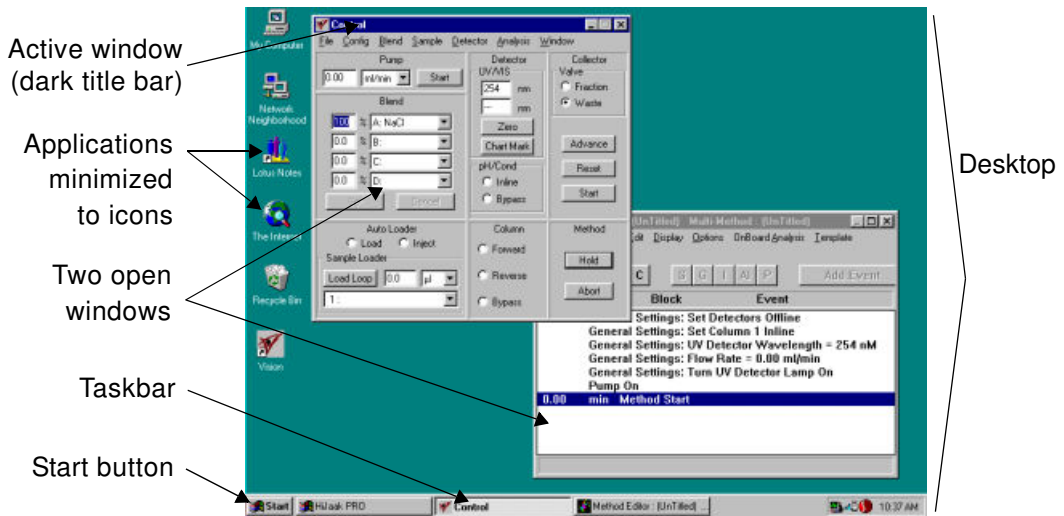 Active window
(dark title bar)
Applications
minimized
to icons
Two open
windows
Taskbar
Start button
Desktop
My Computer
Network
Neighborhood
Lotus Notes
The Internet
Recycle Bin
Vision
Control
File Config Blend Sample Detector Analysis Window
Pump
0.00 ml/min Start
Blend
100 % A: NaCl
0.0 % B:
0.0 % C:
0.0 % D:
Cancel
Auto Loader
Load Inject
Sample Loader
Load Loop 0.0 µl
1 :
Detector
UV/VIS
254 nm
--- nm
Zero
Chart Mark
pH/Cond
Inline
Bypass
Column
Forward
Reverse
Bypass
Collector
Valve
Fraction
Waste
Advance
Reset
Start
Method
Hold
Abort
(UnTitled) Multi-Method : (UnTitled)
dit Display Options OnBoard Analysis Template
C S G I AI P Add Event
Block Event
Settings: Set Detectors Offline
General Settings: Set Column 1 Inline
General Settings: UV Detector Wavelength = 254 nM
General Settings: Flow Rate = 0.00 ml/min
General Settings: Turn UV Detector Lamp On
Pump On
0.00 min Method Start
Start HiJaak PRO Control Method Editor : (UnTitled) ... 10:37 AM